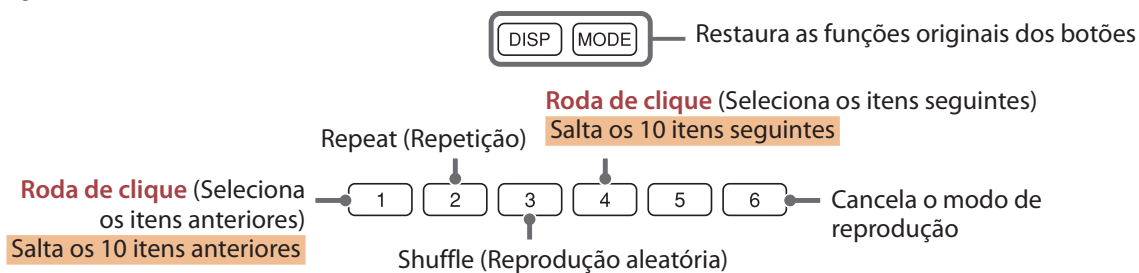 DISP MODE Restaura as funções originais dos botões
Roda de clique (Seleciona os itens seguintes)
Salta os 10 itens seguintes
Repeat (Repetição)
Roda de clique (Seleciona
os itens anteriores)
Salta os 10 itens anteriores
1 2 3 4 5 6
Cancela o modo de
reprodução
Shuffle (Reprodução aleatória)